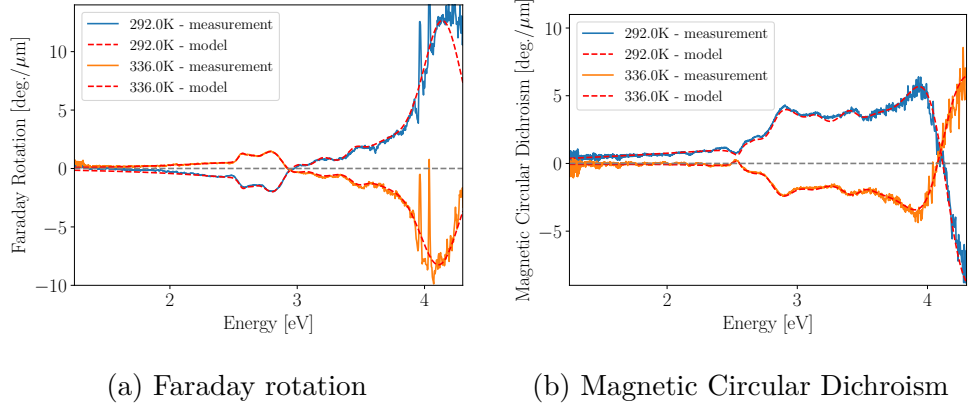 10
5
0
−5
−10
2
3
4
Faraday Rotation [deg./μm]
Energy [eV]
292.0K - measurement
292.0K - model
336.0K - measurement
336.0K - model
(a) Faraday rotation
10
5
0
−5
2
3
4
Magnetic Circular Dichroism [deg./μm]
Energy [eV]
292.0K - measurement
292.0K - model
336.0K - measurement
336.0K - model
(b) Magnetic Circular Dichroism